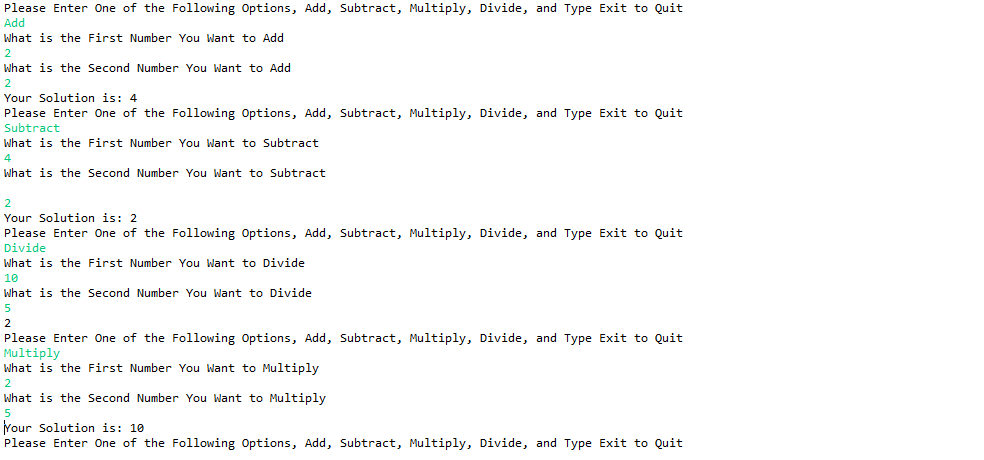 Please Enter One of the Following Options, Add, Subtract, Multiply, Divide, and Type Exit to Quit
Add
What is the First Number You Want to Add
2
What is the Second Number You Want to Add
2
Your Solution is: 4
Please Enter One of the Following Options, Add, Subtract, Multiply, Divide, and Type Exit to Quit
Subtract
What is the First Number You Want to Subtract
4
What is the Second Number You Want to Subtract
2
Your Solution is: 2
Please Enter One of the Following Options, Add, Subtract, Multiply, Divide, and Type Exit to Quit
Divide
What is the First Number You Want to Divide
10
What is the Second Number You Want to Divide
5
2
Please Enter One of the Following Options, Add, Subtract, Multiply, Divide, and Type Exit to Quit
Multiply
What is the First Number You Want to Multiply
2
What is the Second Number You Want to Multiply
5
Your Solution is: 10
Please Enter One of the Following Options, Add, Subtract, Multiply, Divide, and Type Exit to Quit